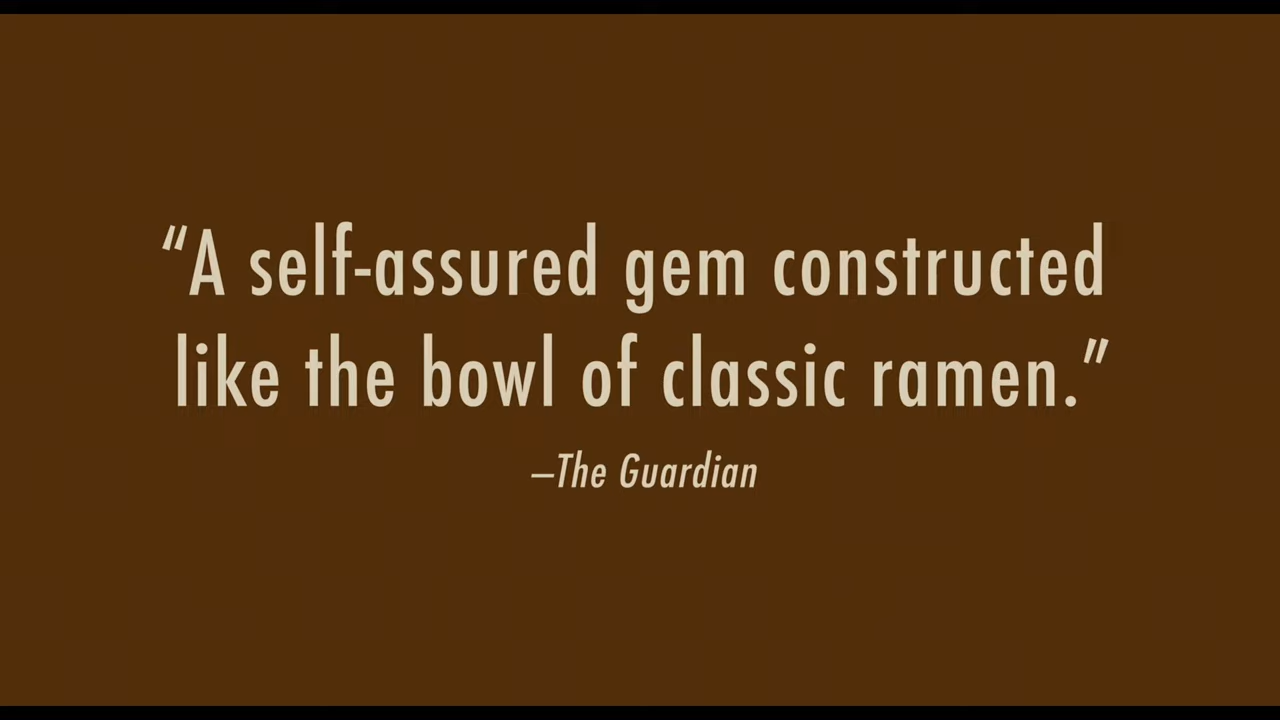 “A self-assured gem constructed
like the bowl of classic ramen.”
–The Guardian